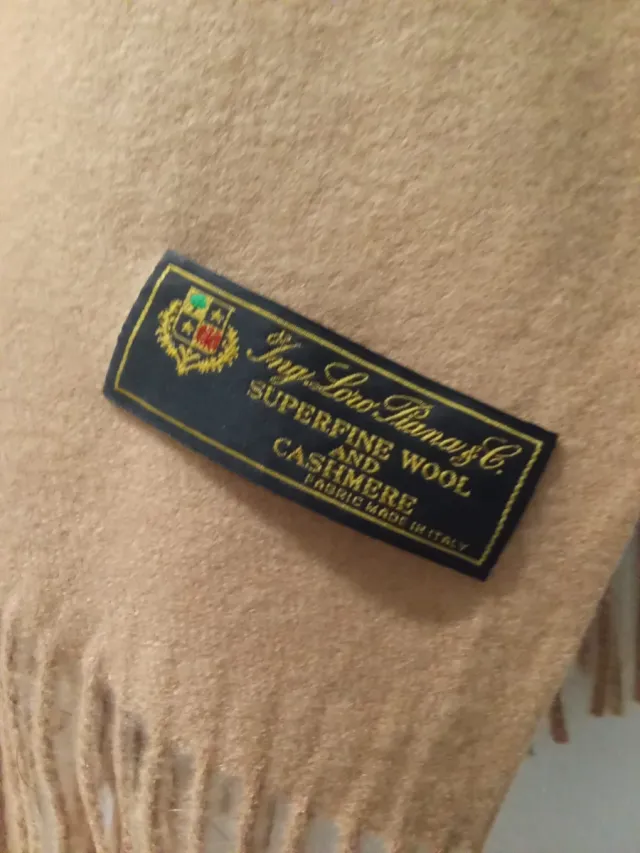 Ing. Loro Piana & C.
SUPERFINE WOOL
AND
CASHMERE
FABRIC MADE IN ITALY